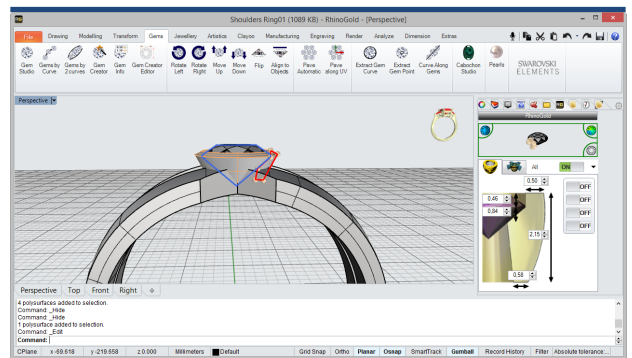 Shoulders Ring01 (1089 KB) - RhinoGold - [Perspective]
File Drawing Modelling Transform Gems Jewellery Artistics Clayoo Manufacturing Engraving Render Analyze Dimension Extras
Gem Studio Gems by Curve Gems by 2 curves Gem Creator Gem Info Gem Creator Editor Rotate Left Rotate Right Move Up Move Down Flip Align to Objects Pave Automatic Pave along UV Extract Gem Curve Extract Gem Point Curve Along Gems Cabochon Studio Pearls SWAROVSKI ELEMENTS
Perspective
RhinoGold
All ON
0,50
OFF
0,46
OFF
0,84
OFF
2,15
OFF
0,58
Perspective Top Front Right
4 polysurfaces added to selection.
Command: _Hide
Command: _Hide
1 polysurface added to selection.
Command: _Edit
Command:
CPlane x -69.618 y -219.658 z 0.000 Millimeters Default Grid Snap Ortho Planar Osnap SmartTrack Gumball Record History Filter Absolute tolerance:...